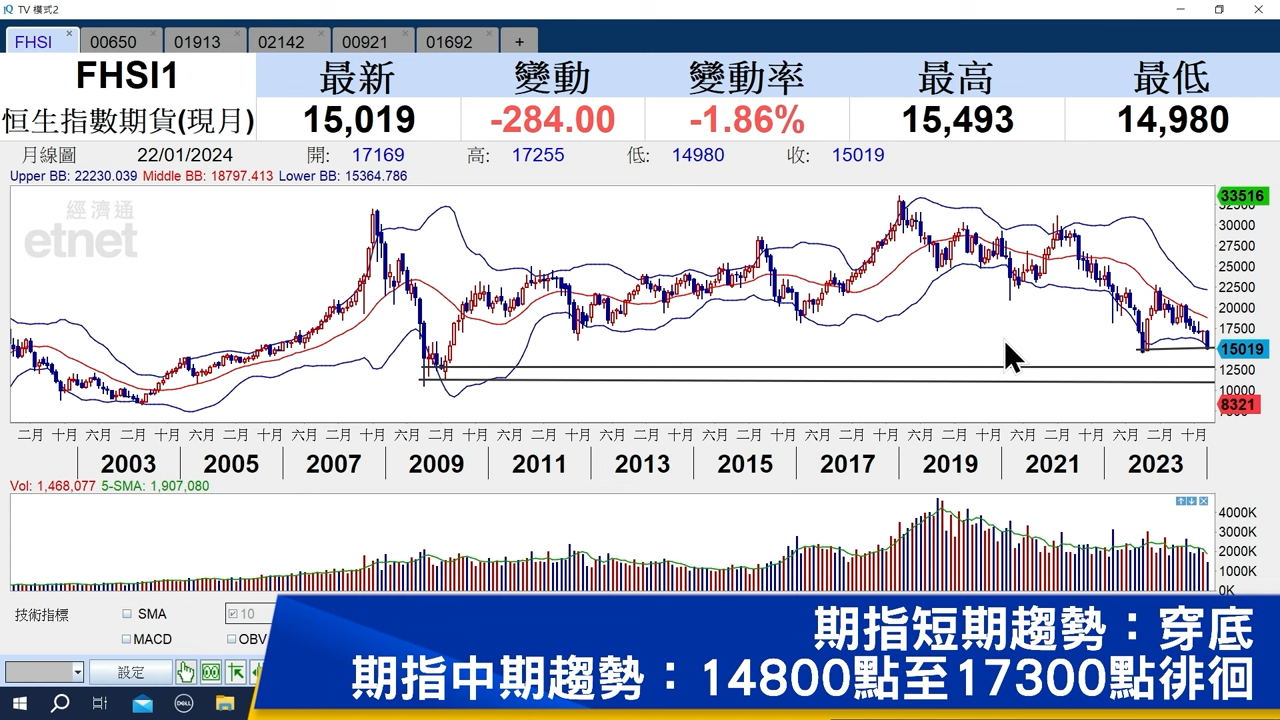 TV 模式2
FHSI 00650 01913 02142 00921 01692 +
FHSI1 最新 變動 變動率 最高 最低
恒生指數期貨(現月) 15,019 -284.00 -1.86% 15,493 14,980
月線圖 22/01/2024 開: 17169 高: 17255 低: 14980 收: 15019
Upper BB: 22230.039 Middle BB: 18797.413 Lower BB: 15364.786
經濟通
etnet
33516
30000
27500
25000
22500
20000
17500
15019
12500
10000
8321
二月 十月 六月 二月 十月 六月 二月 十月 六月 二月 十月 六月 二月 十月 六月 二月 十月 六月 二月 十月 六月 二月 十月 六月 二月 十月 六月 二月 十月 六月 二月 十月 六月 二月 十月
2003 2005 2007 2009 2011 2013 2015 2017 2019 2021 2023
Vol: 1,468,077 5-SMA: 1,907,080
4000K
3000K
2000K
1000K
0K
技術指標 SMA 10
MACD OBV
設定
DELL
期指短期趨勢：穿底
期指中期趨勢：14800點至17300點徘徊